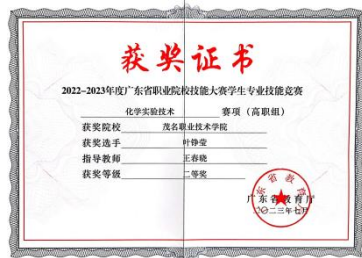 获奖证书
2022-2023年度广东省职业院校技能大赛学生专业技能竞赛
化学实验技术 赛项（高职组）
获奖院校 茂名职业技术学院
获奖选手 叶铮莹
指导教师 王春晓
获奖等级 二等奖
广东省教育厅
二〇二三年七月